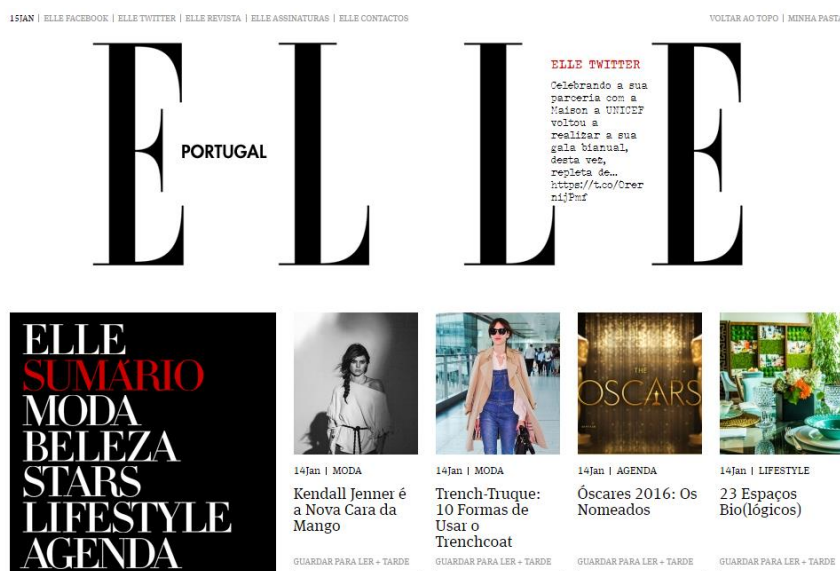 15JAN | ELLE FACEBOOK | ELLE TWITTER | ELLE REVISTA | ELLE ASSINATURAS | ELLE CONTACTOS
VOLTAR AO TOPO | MINHA PASTA
ELLE
PORTUGAL
ELLE TWITTER
Celebrando a sua
parceria com a
Maison a UNICEF
voltou a
realizar a sua
gala bianual,
desta vez,
repleta de…
https://t.co/Orer
nijPmf
ELLE
SUMÁRIO
MODA
BELEZA
STARS
LIFESTYLE
AGENDA
14Jan | MODA
Kendall Jenner é
a Nova Cara da
Mango
GUARDAR PARA LER + TARDE
14Jan | MODA
Trench-Truque:
10 Formas de
Usar o
Trenchcoat
GUARDAR PARA LER + TARDE
THE
OSCARS
14Jan | AGENDA
Óscares 2016: Os
Nomeados
GUARDAR PARA LER + TARDE
14Jan | LIFESTYLE
23 Espaços
Bio(lógicos)
GUARDAR PARA LER + TARDE